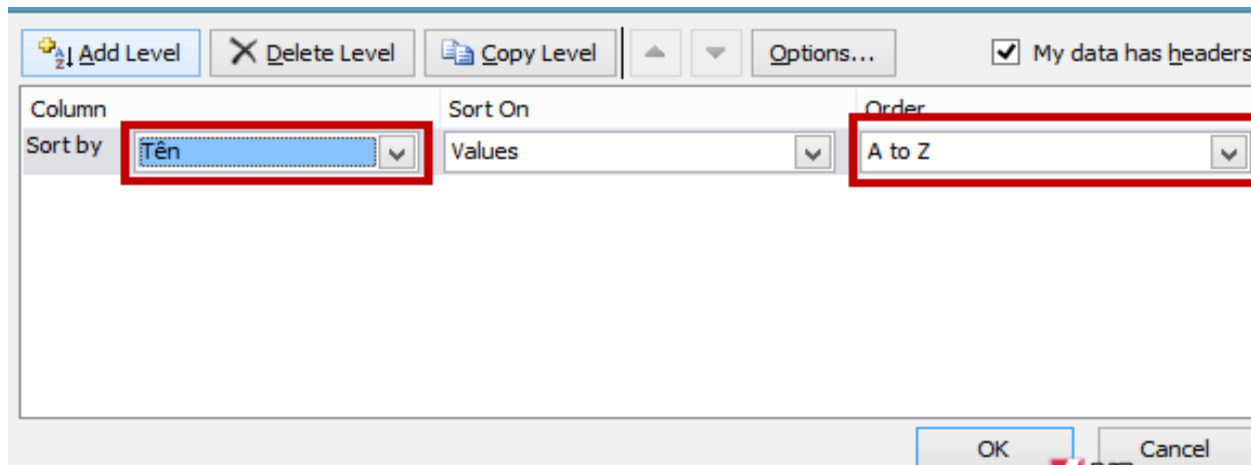 Add Level Delete Level Copy Level Options... My data has headers
Column Sort On Order
Sort by Tên Values A to Z
OK Cancel